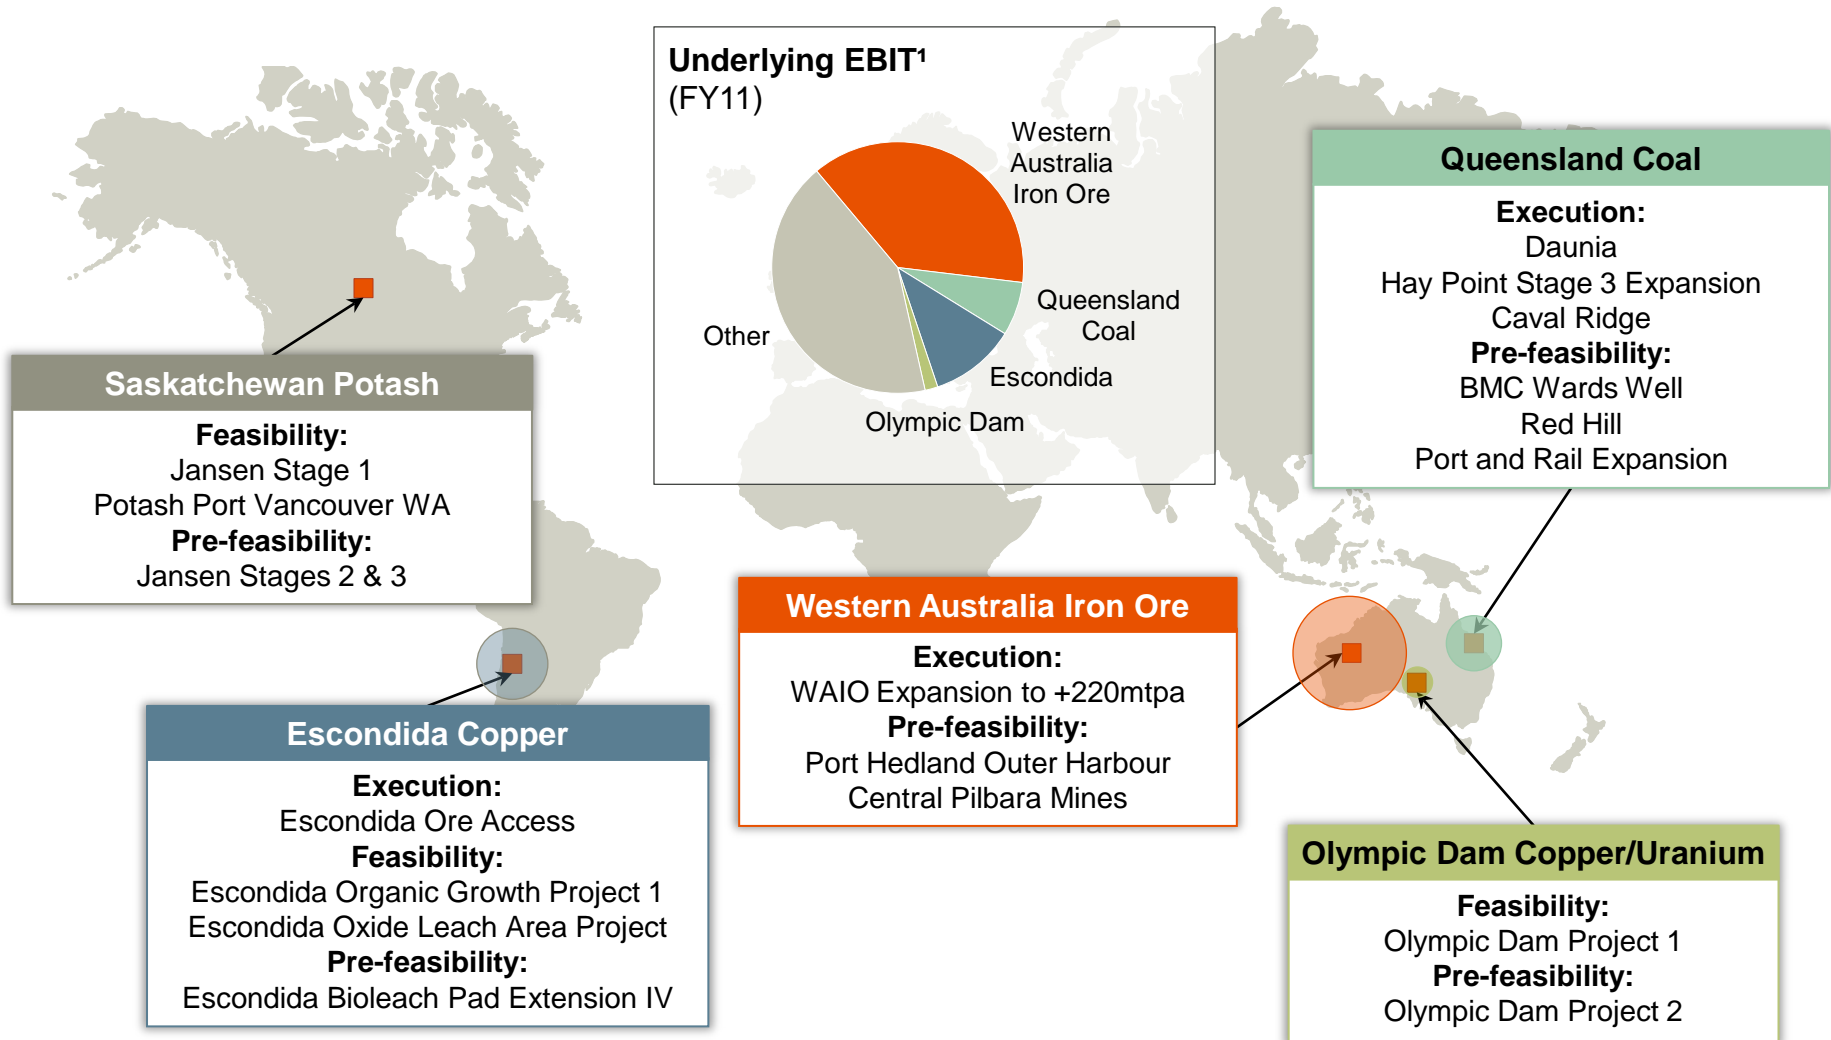 Underlying EBIT¹
(FY11)
Western
Australia
Iron Ore
Queensland
Coal
Escondida
Olympic Dam
Other
Queensland Coal
Execution:
Daunia
Hay Point Stage 3 Expansion
Caval Ridge
Pre-feasibility:
BMC Wards Well
Red Hill
Port and Rail Expansion
Saskatchewan Potash
Feasibility:
Jansen Stage 1
Potash Port Vancouver WA
Pre-feasibility:
Jansen Stages 2 & 3
Western Australia Iron Ore
Execution:
WAIO Expansion to +220mtpa
Pre-feasibility:
Port Hedland Outer Harbour
Central Pilbara Mines
Escondida Copper
Execution:
Escondida Ore Access
Feasibility:
Escondida Organic Growth Project 1
Escondida Oxide Leach Area Project
Pre-feasibility:
Escondida Bioleach Pad Extension IV
Olympic Dam Copper/Uranium
Feasibility:
Olympic Dam Project 1
Pre-feasibility:
Olympic Dam Project 2